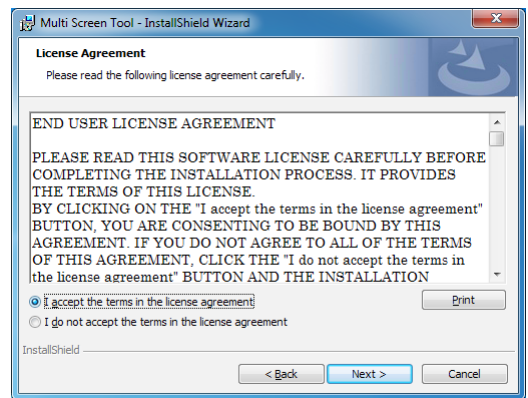 Multi Screen Tool - InstallShield Wizard
License Agreement
Please read the following license agreement carefully.
END USER LICENSE AGREEMENT
PLEASE READ THIS SOFTWARE LICENSE CAREFULLY BEFORE
COMPLETING THE INSTALLATION PROCESS. IT PROVIDES
THE TERMS OF THIS LICENSE.
BY CLICKING ON THE "I accept the terms in the license agreement"
BUTTON, YOU ARE CONSENTING TO BE BOUND BY THIS
AGREEMENT. IF YOU DO NOT AGREE TO ALL OF THE TERMS
OF THIS AGREEMENT, CLICK THE "I do not accept the terms in
the license agreement" BUTTON AND THE INSTALLATION
I accept the terms in the license agreement
Print
I do not accept the terms in the license agreement
InstallShield
< Back Next > Cancel